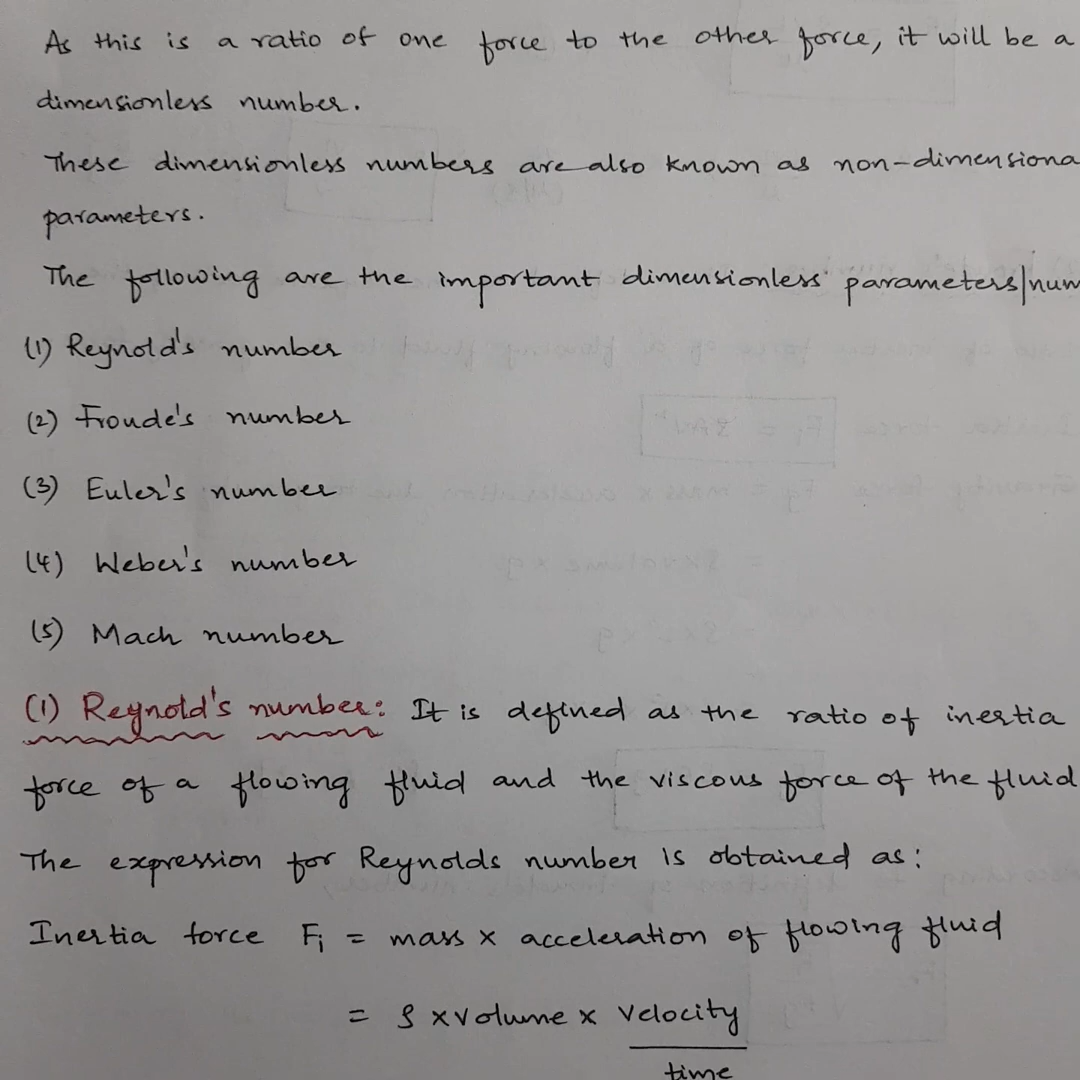 As this is a ratio of one force to the other force, it will be a
dimensionless number.
These dimensionless numbers are also known as non-dimensiona
parameters.
The following are the important dimensionless parameters/num
(1) Reynold's number
(2) Froude's number
(3) Euler's number
(4) Weber's number
(5) Mach number
(1) Reynold's number: It is defined as the ratio of inertia
force of a flowing fluid and the viscous force of the fluid
The expression for Reynolds number is obtained as:
Inertia force Fi = mass x acceleration of flowing fluid
= ρ x volume x velocity
time